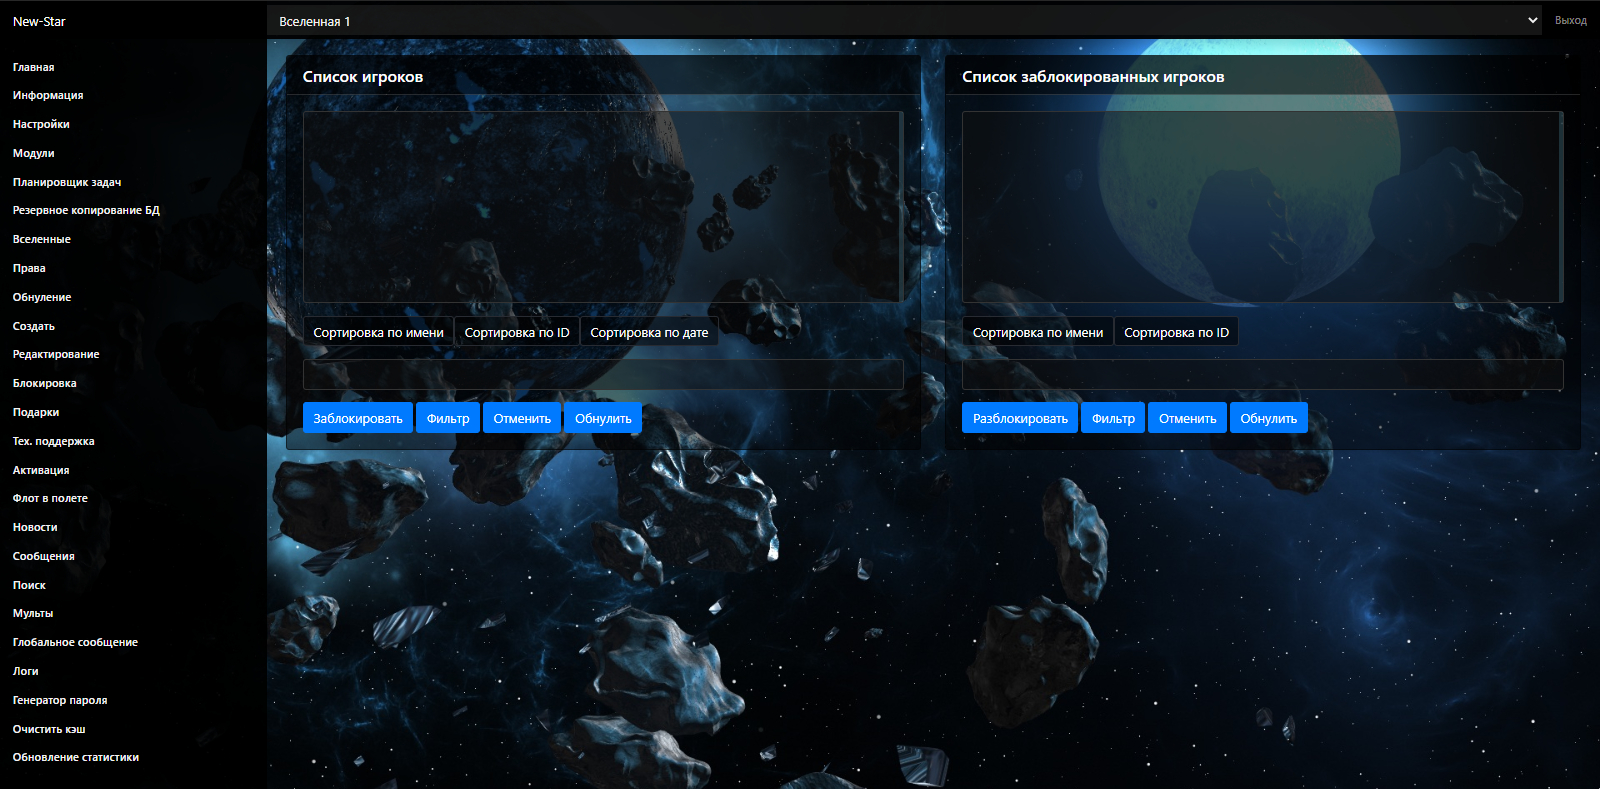 New-Star
Вселенная 1
Выход
Главная
Информация
Настройки
Модули
Планировщик задач
Резервное копирование БД
Вселенные
Права
Обнуление
Создать
Редактирование
Блокировка
Подарки
Тех. поддержка
Активация
Флот в полете
Новости
Сообщения
Поиск
Мульты
Глобальное сообщение
Логи
Генератор пароля
Очистить кэш
Обновление статистики
Список игроков
Сортировка по имени Сортировка по ID Сортировка по дате
Заблокировать Фильтр Отменить Обнулить
Список заблокированных игроков
Сортировка по имени Сортировка по ID
Разблокировать Фильтр Отменить Обнулить